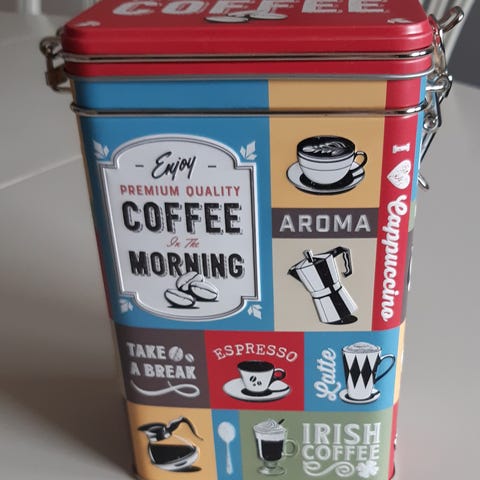 COFFEE
Enjoy
PREMIUM QUALITY
COFFEE
In The
MORNING
AROMA
I
Cappuccino
TAKE
A BREAK
ESPRESSO
Latte
IRISH
COFFEE